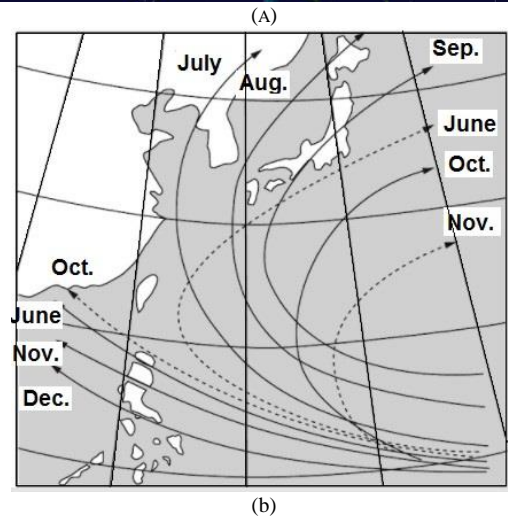 (A)
July
Aug.
Sep.
June
Oct.
Nov.
Oct.
June
Nov.
Dec.
(b)